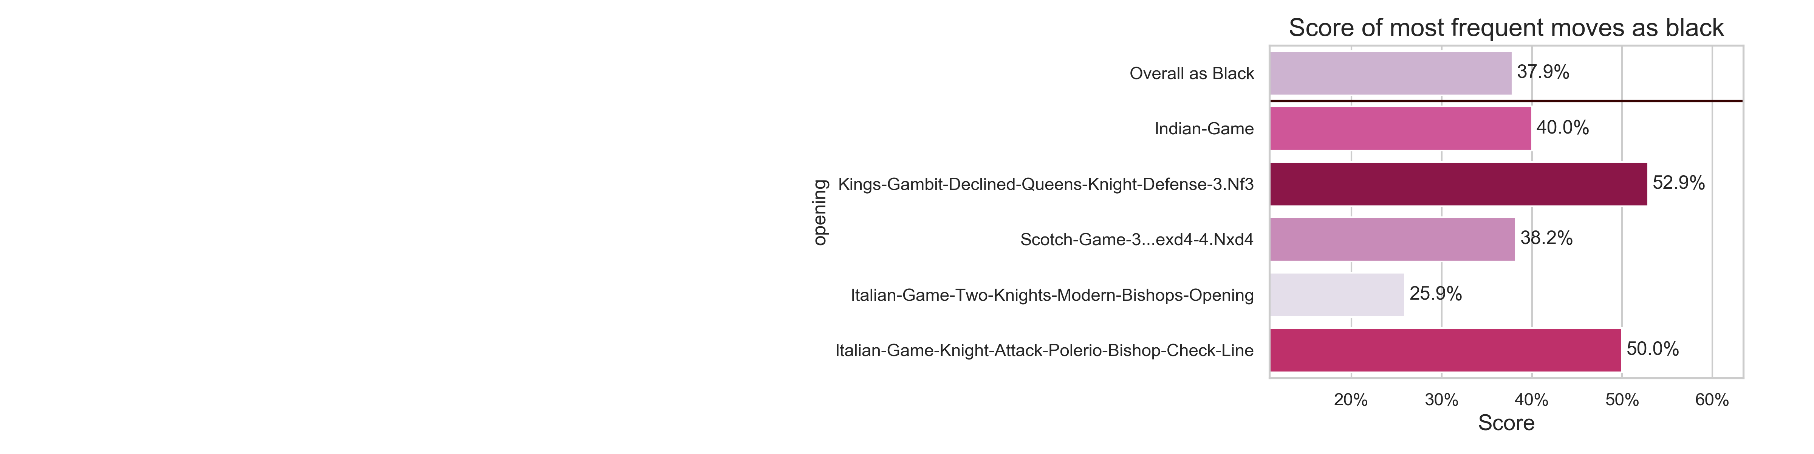 Score of most frequent moves as black
Overall as Black
37.9%
Indian-Game
40.0%
Kings-Gambit-Declined-Queens-Knight-Defense-3.Nf3
52.9%
opening
Scotch-Game-3...exd4-4.Nxd4
38.2%
Italian-Game-Two-Knights-Modern-Bishops-Opening
25.9%
Italian-Game-Knight-Attack-Polerio-Bishop-Check-Line
50.0%
20% 30% 40% 50% 60%
Score